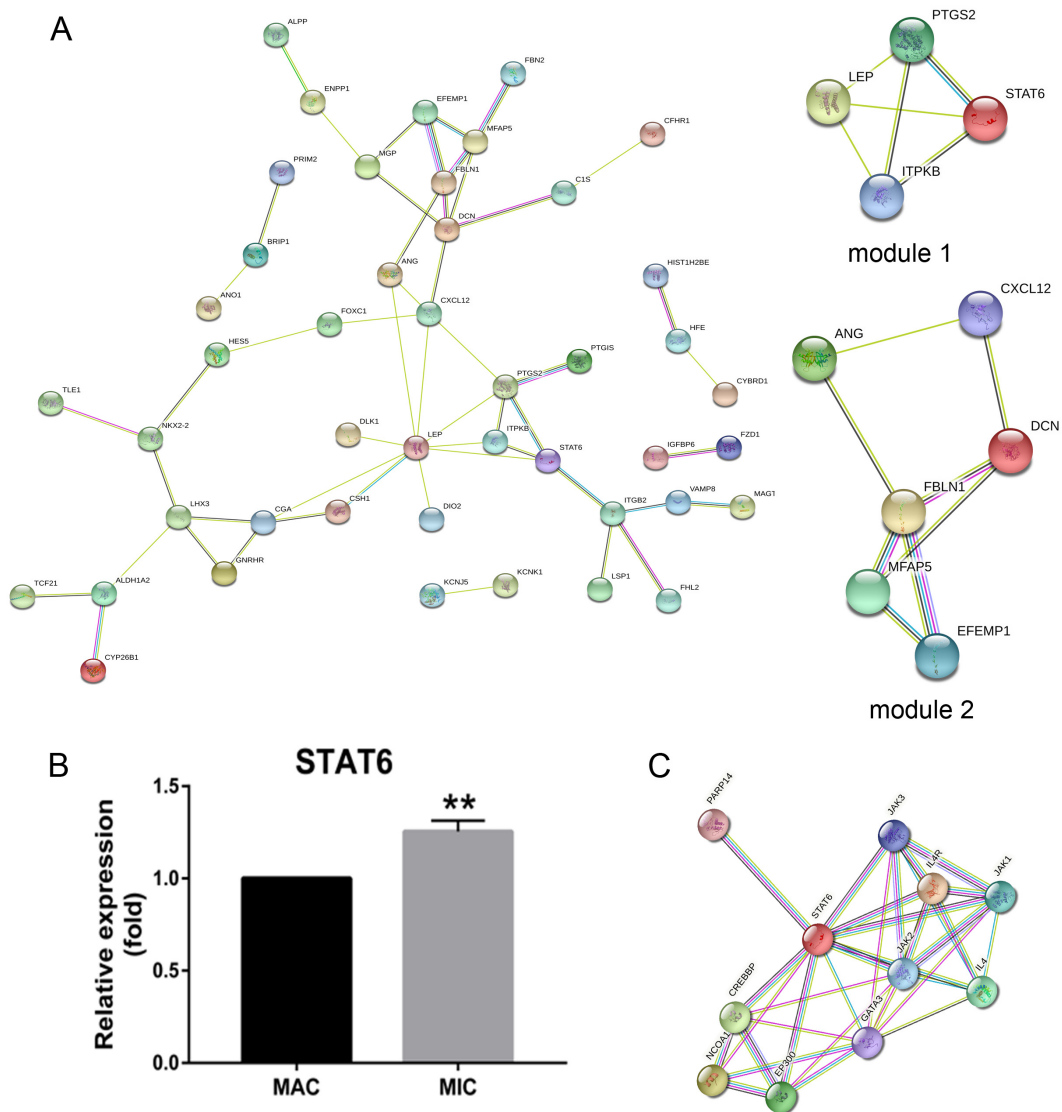 A
ALPP
ENPP1
FBN2
EFEMP1
MFAP5
CFHR1
MGP
PRIM2
FBLN1
C1S
DCN
BRIP1
ANG
HIST1H2BE
ANO1
CXCL12
FOXC1
HFE
HES5
PTGIS
PTGS2
CYBRD1
TLE1
DLK1
ITPKB
NKX2-2
LEP
STAT6
IGFBP6
FZD1
LHX3
CGA
CSH1
DIO2
ITGB2
VAMP8
MAGT
GNRHR
TCF21
ALDH1A2
KCNJ5
KCNK1
LSP1
FHL2
CYP26B1
PTGS2
LEP
STAT6
ITPKB
module 1
CXCL12
ANG
DCN
FBLN1
MFAP5
EFEMP1
module 2
B
STAT6
Relative expression
(fold)
1.5
1.0
0.5
0.0
**
MAC
MIC
C
PARP14
JAK3
IL4R
JAK1
STAT6
JAK2
IL4
CREBBP
GATA3
NCOA1
EP300